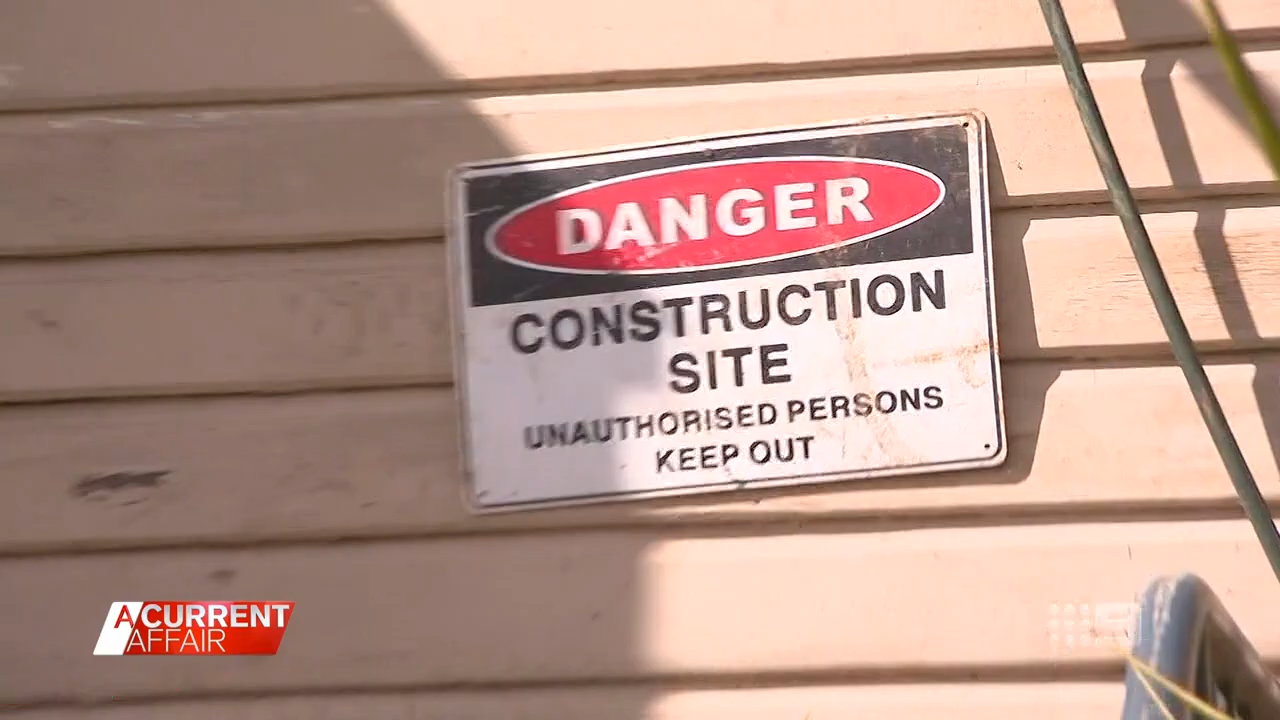 DANGER
CONSTRUCTION
SITE
UNAUTHORISED PERSONS
KEEP OUT
A CURRENT
AFFAIR